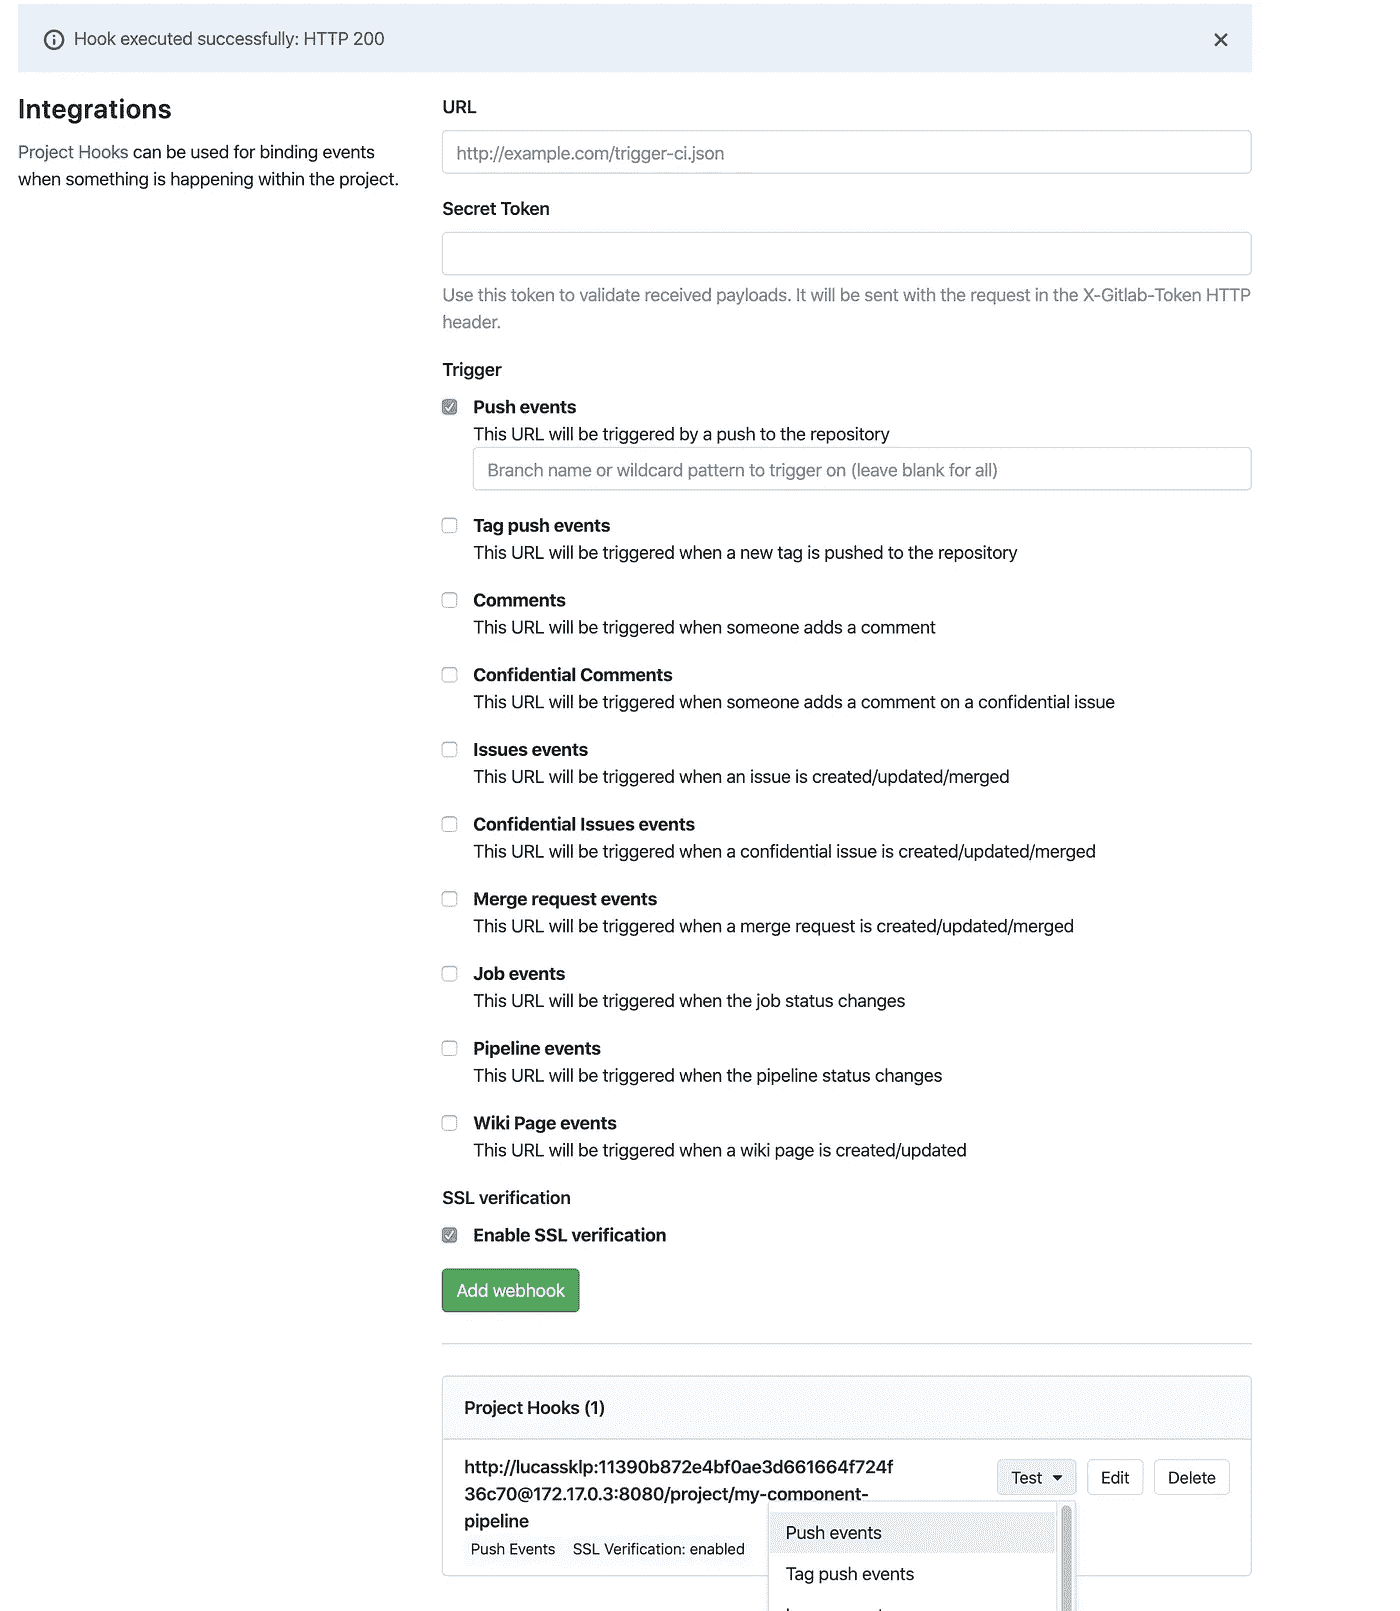 Hook executed successfully: HTTP 200
Integrations
Project Hooks can be used for binding events
when something is happening within the project.
URL
http://example.com/trigger-ci.json
Secret Token
Use this token to validate received payloads. It will be sent with the request in the X-Gitlab-Token HTTP
header.
Trigger
Push events
This URL will be triggered by a push to the repository
Branch name or wildcard pattern to trigger on (leave blank for all)
Tag push events
This URL will be triggered when a new tag is pushed to the repository
Comments
This URL will be triggered when someone adds a comment
Confidential Comments
This URL will be triggered when someone adds a comment on a confidential issue
Issues events
This URL will be triggered when an issue is created/updated/merged
Confidential Issues events
This URL will be triggered when a confidential issue is created/updated/merged
Merge request events
This URL will be triggered when a merge request is created/updated/merged
Job events
This URL will be triggered when the job status changes
Pipeline events
This URL will be triggered when the pipeline status changes
Wiki Page events
This URL will be triggered when a wiki page is created/updated
SSL verification
Enable SSL verification
Add webhook
Project Hooks (1)
http://lucassklp:11390b872e4bf0ae3d661664f724f
36c70@172.17.0.3:8080/project/my-component-
pipeline
Test
Edit
Delete
Push Events SSL Verification: enabled
Push events
Tag push events